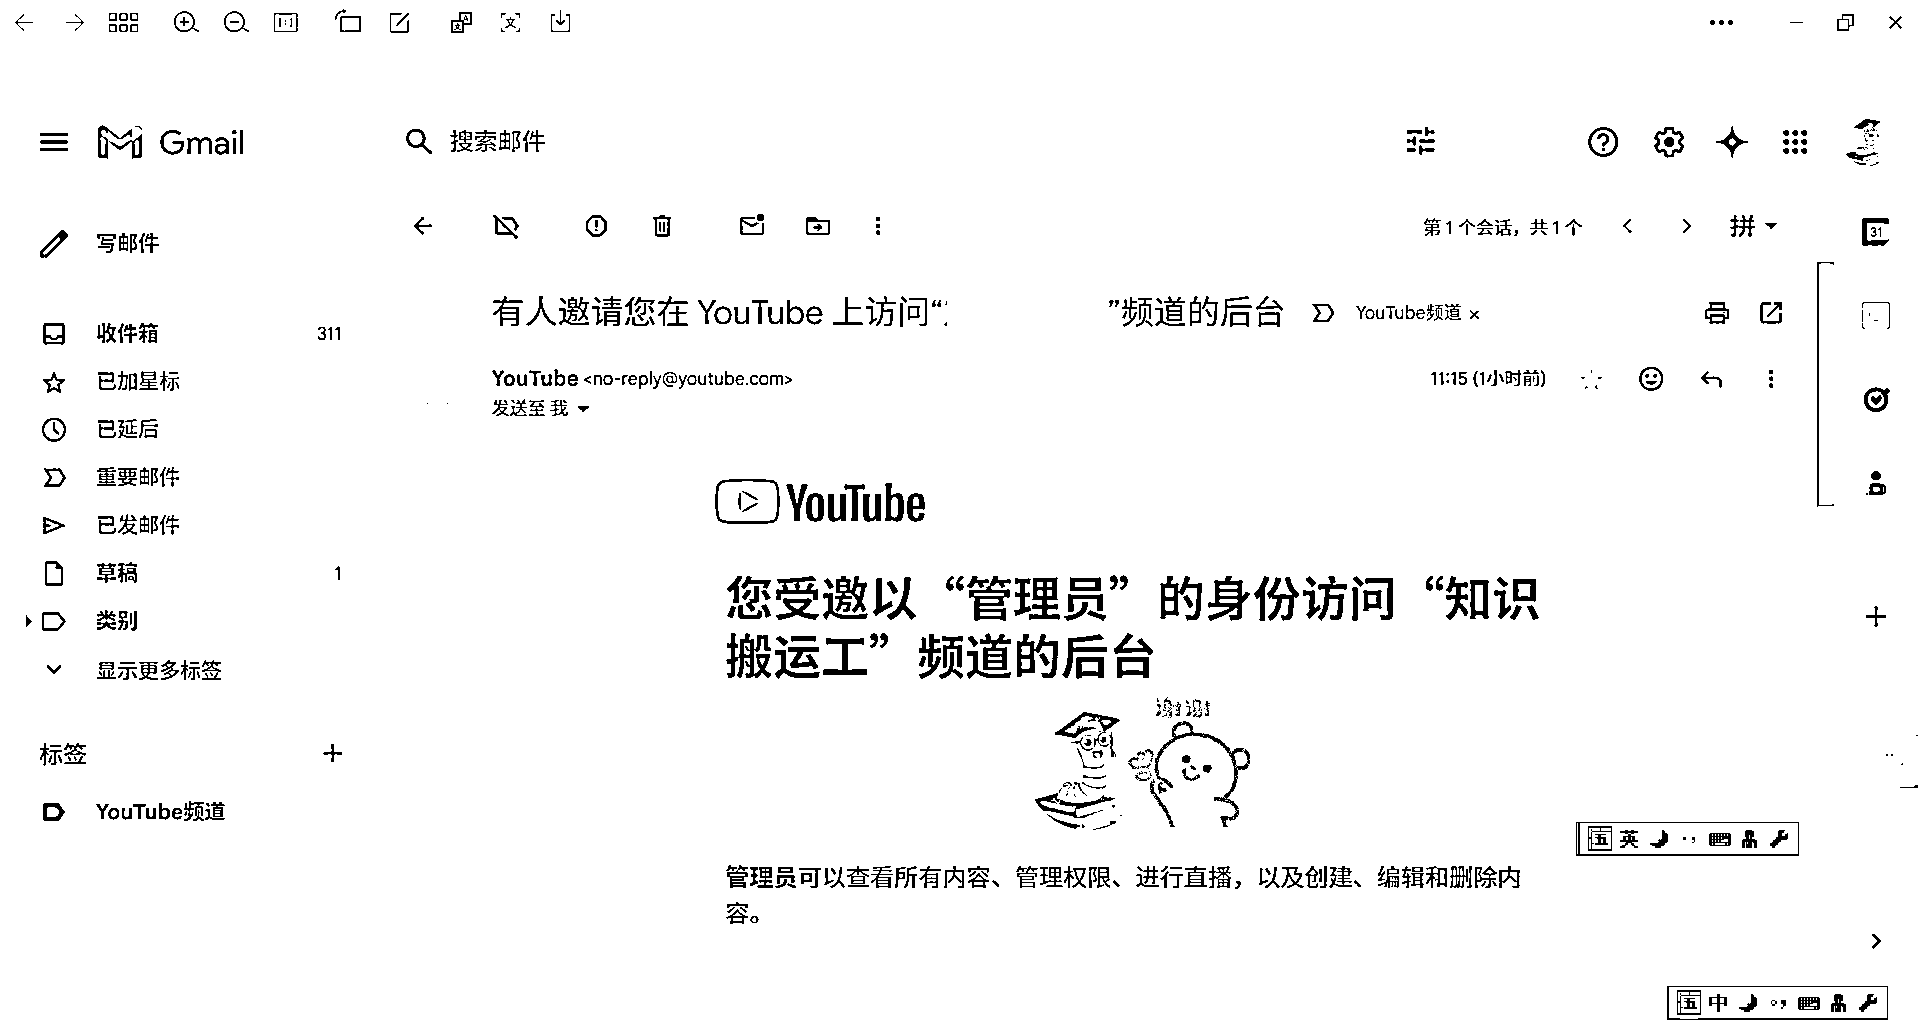 Gmail
搜索邮件
写邮件
第1个会话，共1个
拼
31
有人邀请您在 YouTube 上访问“
”频道的后台
YouTube频道 ×
收件箱 311
YouTube <no-reply@youtube.com>
11:15 (1小时前)
已加星标
发送至 我
已延后
重要邮件
已发邮件
YouTube
草稿 1
类别
您受邀以“管理员”的身份访问“知识
搬运工”频道的后台
显示更多标签
谢谢!
标签
YouTube频道
五 英
管理员可以查看所有内容、管理权限、进行直播，以及创建、编辑和删除内
容。
五 中